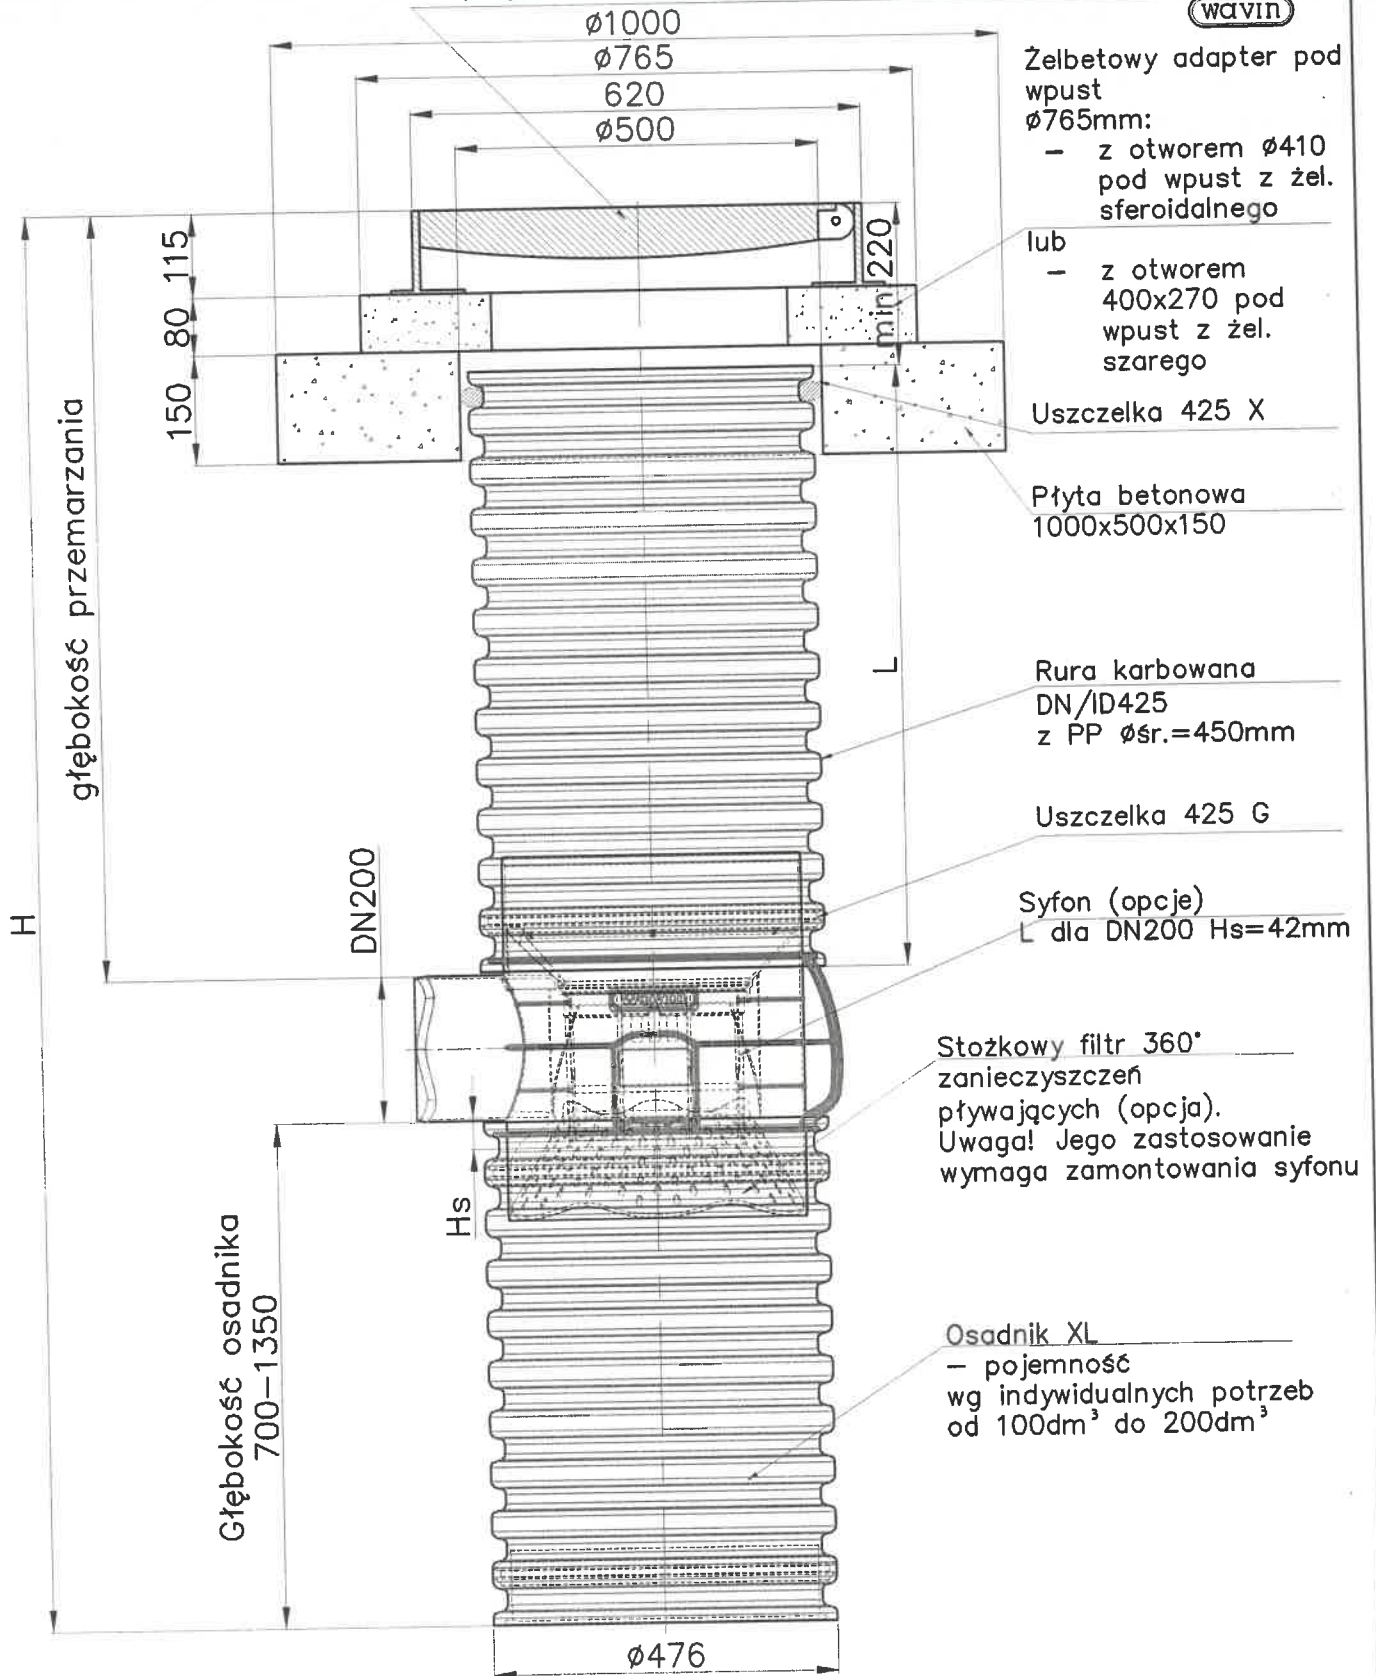 wavin
ø1000
ø765
620
ø500
Żelbetowy adapter pod
wpust
ø765mm:
– z otworem ø410
pod wpust z żel.
sferoidalnego
lub
– z otworem
400x270 pod
wpust z żel.
szarego
115
80
150
min 220
Uszczelka 425 X
Płyta betonowa
1000x500x150
głębokość przemarzania
L
Rura karbowana
DN/ID425
z PP øśr.=450mm
Uszczelka 425 G
H
DN200
Syfon (opcje)
L dla DN200 Hs=42mm
Stożkowy filtr 360°
zanieczyszczeń
pływających (opcja).
Uwaga! Jego zastosowanie
wymaga zamontowania syfonu
Hs
Głębokość osadnika
700–1350
Osadnik XL
– pojemność
wg indywidualnych potrzeb
od 100dm³ do 200dm³
ø476